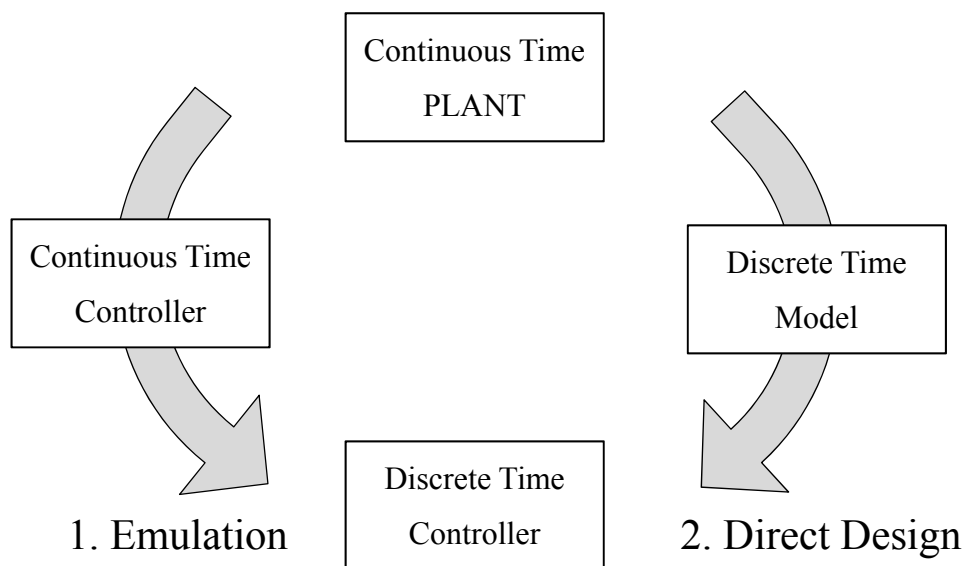 Continuous Time
PLANT
Continuous Time
Controller
Discrete Time
Model
Discrete Time
Controller
1. Emulation
2. Direct Design